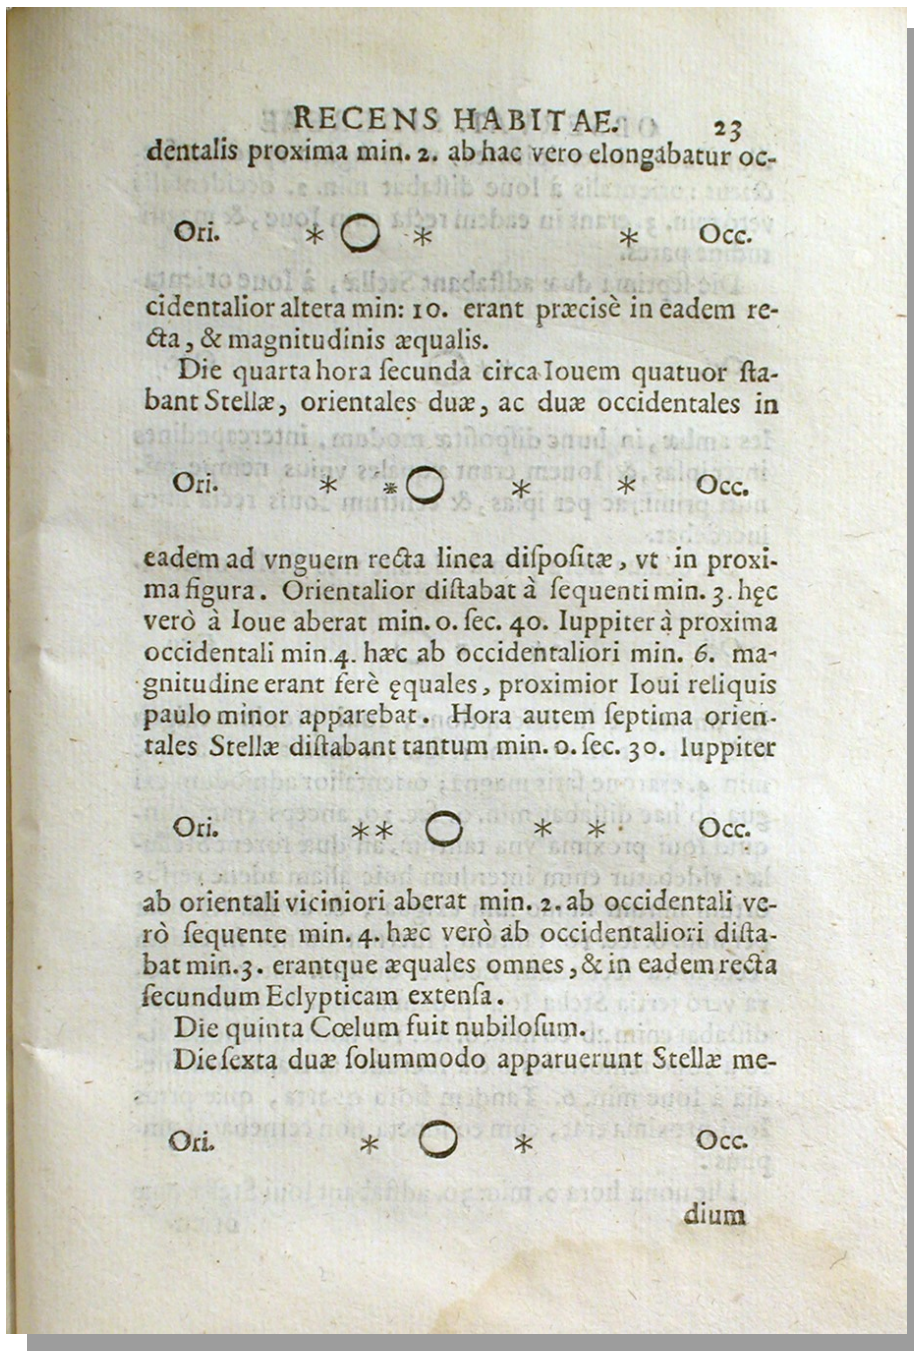 RECENS HABITAE. 23
dentalis proxima min. 2. ab hac vero elongabatur oc-
Ori. * O * * Occ.
cidentalior altera min: 10. erant præcisè in eadem re-
cta, & magnitudinis æqualis.
Die quarta hora ſecunda circa Iouem quatuor ſta-
bant Stellæ, orientales duæ, ac duæ occidentales in
Ori. * * O * * Occ.
eadem ad vnguem recta linea diſpoſitæ, vt in proxi-
ma figura. Orientalior diſtabat à ſequenti min. 3. hęc
verò à Ioue aberat min. 0. ſec. 40. Iuppiter à proxima
occidentali min. 4. hæc ab occidentaliori min. 6. ma-
gnitudine erant ferè ęquales, proximior Ioui reliquis
paulo minor apparebat. Hora autem ſeptima orien-
tales Stellæ diſtabant tantum min. 0. ſec. 30. Iuppiter
Ori. * * O * * Occ.
ab orientali viciniori aberat min. 2. ab occidentali ve-
rò ſequente min. 4. hæc verò ab occidentaliori diſta-
bat min. 3. erantque æquales omnes, & in eadem recta
ſecundum Eclypticam extenſa.
Die quinta Cœlum fuit nubiloſum.
Die ſexta duæ ſolummodo apparuerunt Stellæ me-
Ori. * O * Occ.
dium